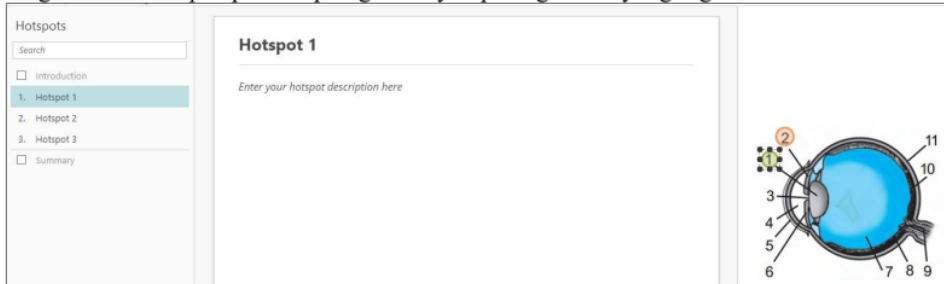 Hotspots
Search
Introduction
1. Hotspot 1
2. Hotspot 2
3. Hotspot 3
Summary
Hotspot 1
Enter your hotspot description here
2
1
3
4
5
6
7
8
9
10
11